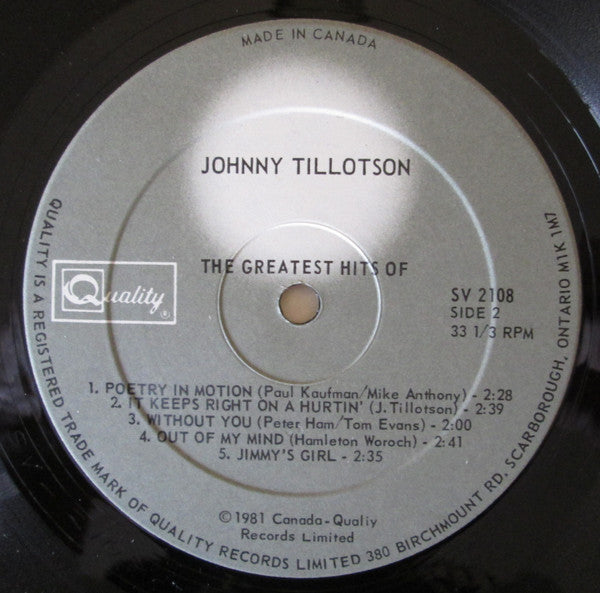 MADE IN CANADA
JOHNNY TILLOTSON
THE GREATEST HITS OF
Quality ®
SV 2108
SIDE 2
33 1/3 RPM
1. POETRY IN MOTION (Paul Kaufman/Mike Anthony) - 2:28
2. IT KEEPS RIGHT ON A HURTIN' (J. Tillotson) - 2:39
3. WITHOUT YOU (Peter Ham/Tom Evans) - 2:00
4. OUT OF MY MIND (Hamleton Woroch) - 2:41
5. JIMMY'S GIRL - 2:35
© 1981 Canada-Qualiy
Records Limited
QUALITY IS A REGISTERED TRADE MARK OF QUALITY RECORDS LIMITED 380 BIRCHMOUNT RD. SCARBOROUGH, ONTARIO M1K 1M7